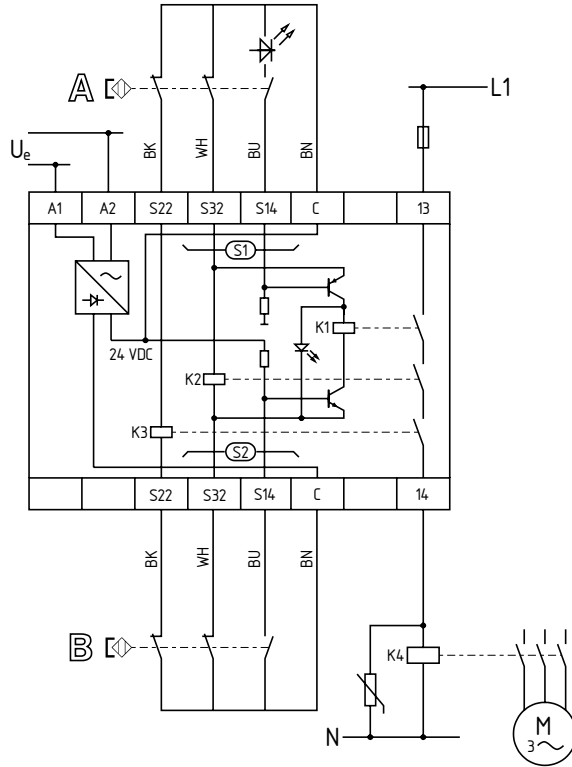 L1
A
BK
WH
BU
BN
Ue
A1 A2 S22 S32 S14 C 13
S1
K1
24 VDC
K2
K3
S2
S22 S32 S14 C 14
BK
WH
BU
BN
K4
B
M
3
N